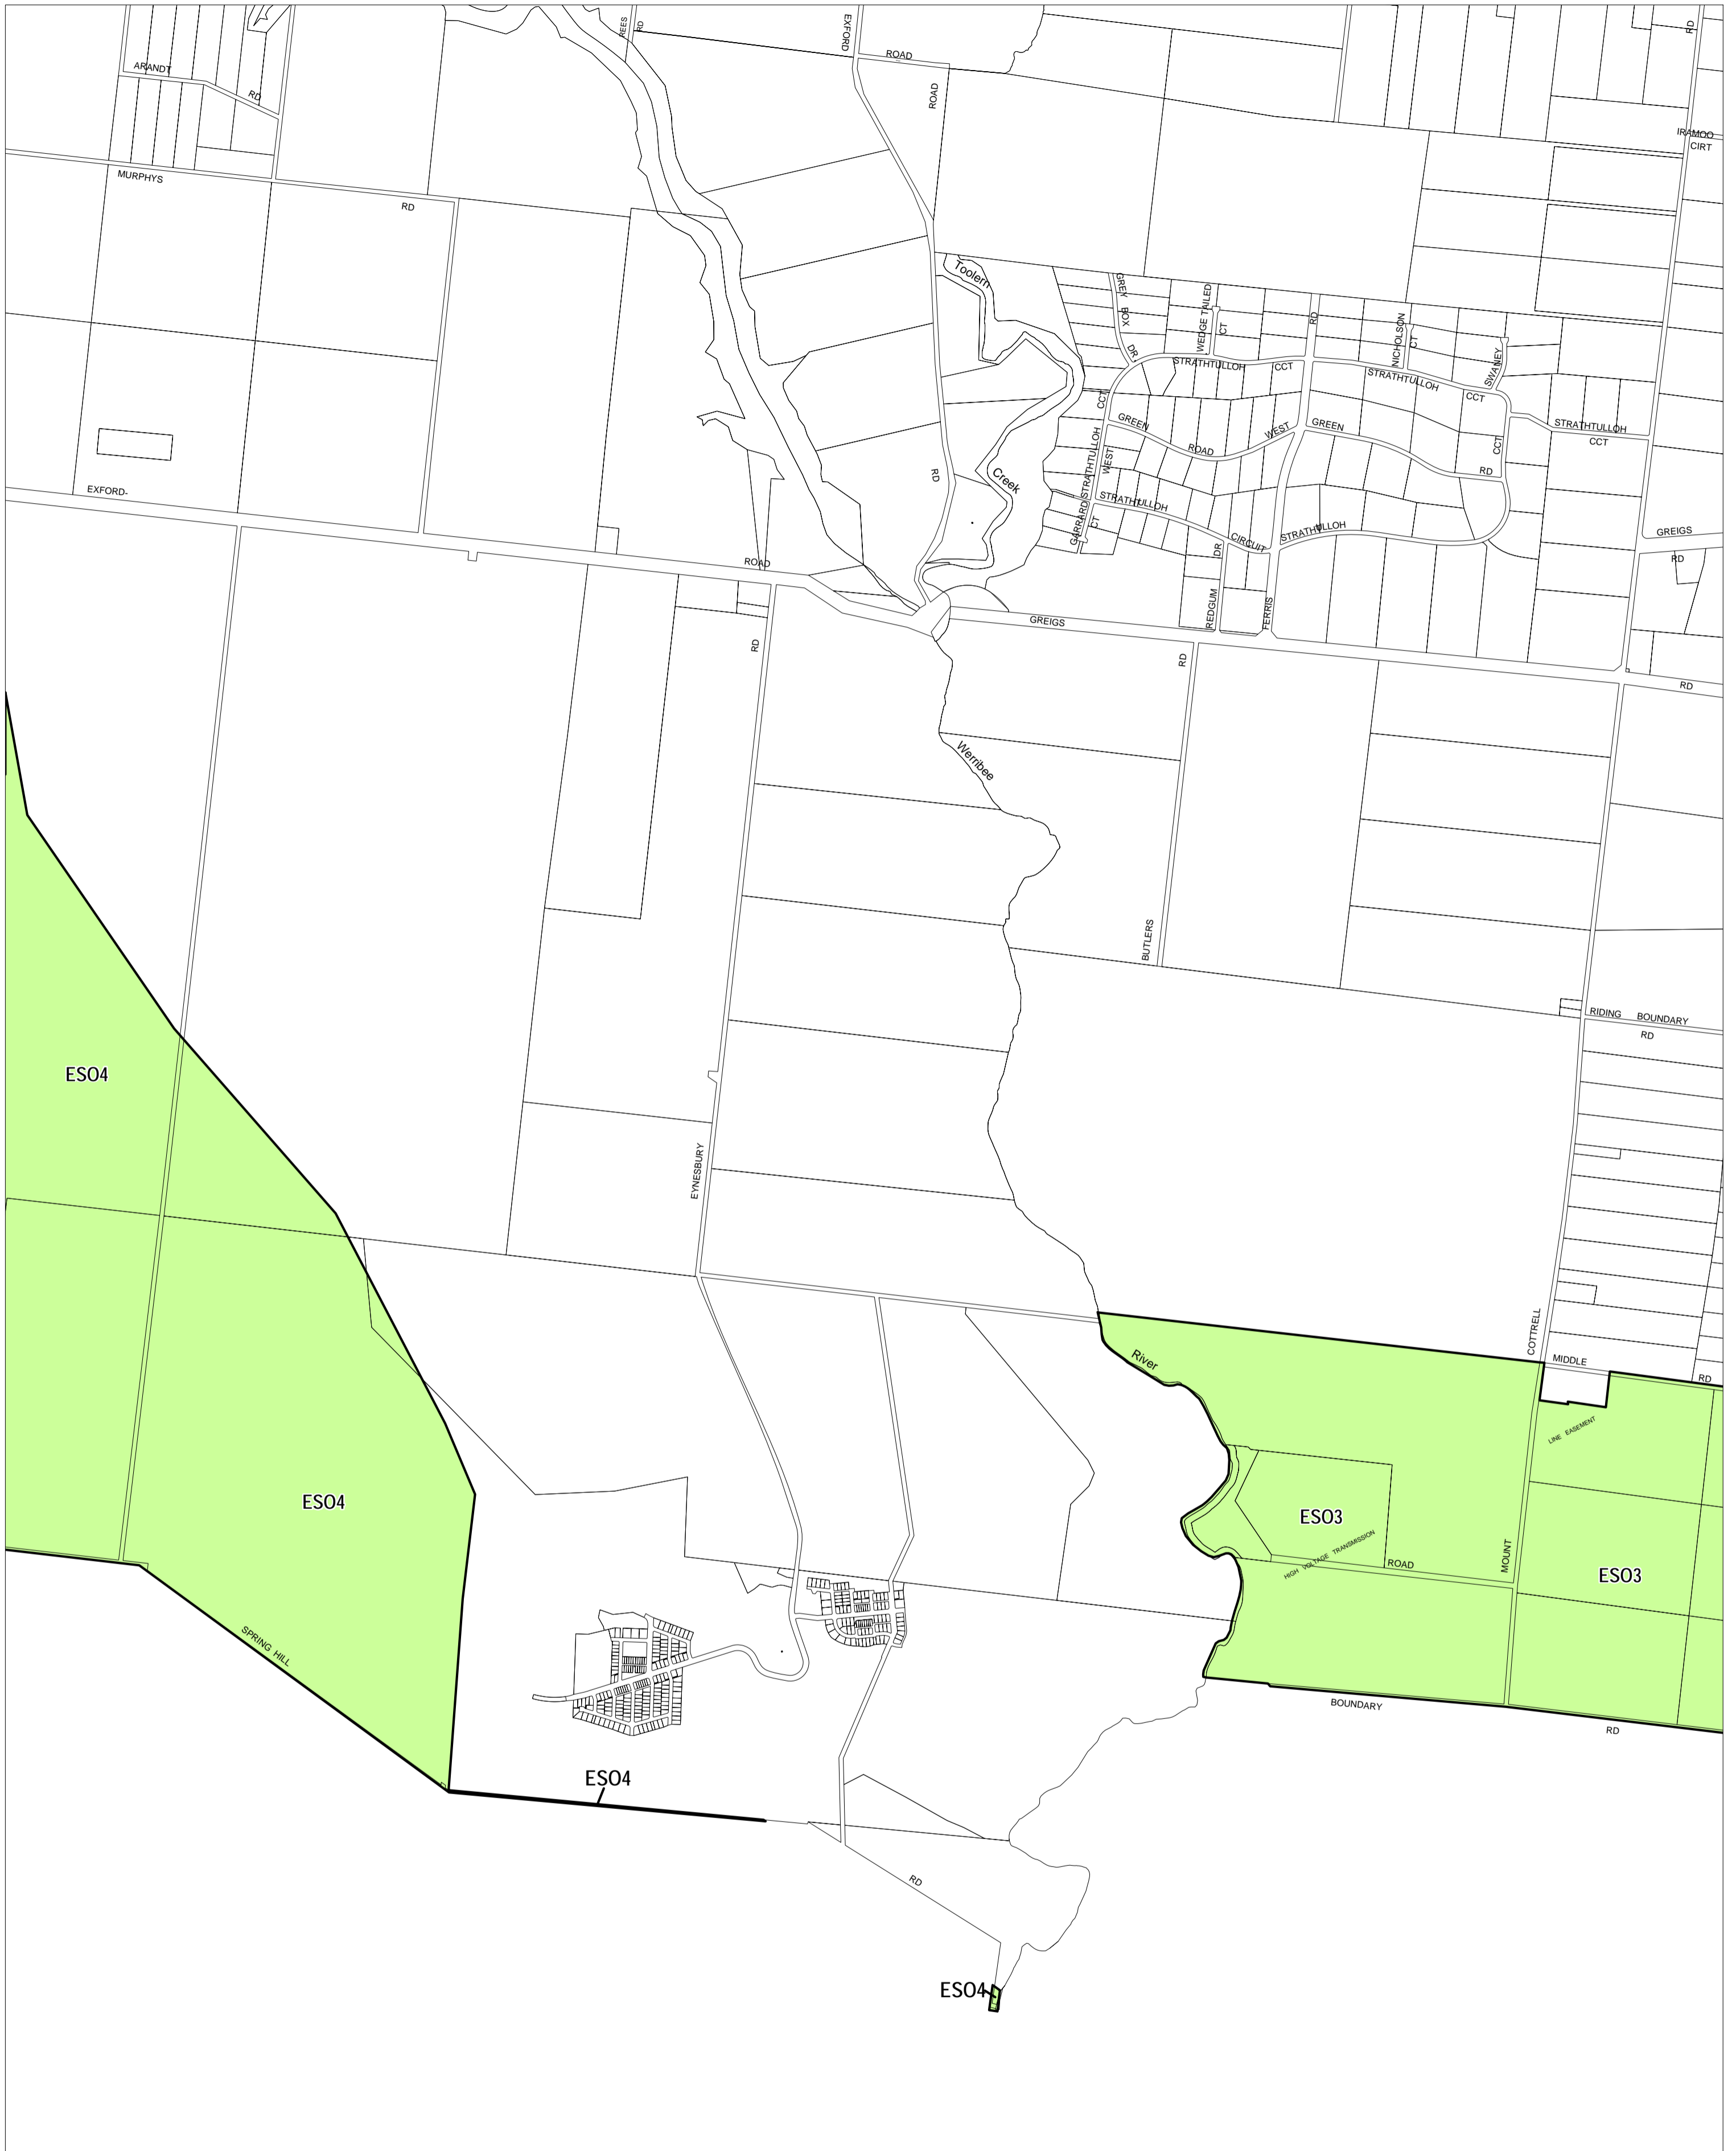 REES
RD
EXFORD
ROAD
ROAD
RD
ARANDT
RD
IRAMOO
CIRT
MURPHYS
RD
Toolern
GREY BOX
DR
WEDGE TAILED
CT
RD
NICHOLSON
CT
SWANEY
STRATHTULLOH
CCT
STRATHTULLOH
CCT
CCT
GREEN
ROAD
WEST
GREEN
RD
CCT
STRATHTULLOH
CCT
STRATHTULLOH
WEST
RD
Creek
STRATHTULLOH
GARRARD
CT
CIRCUIT
STRATHTULLOH
DR
EXFORD-
ROAD
GREIGS
RD
REDGUM
FERRIS
GREIGS
RD
RD
RD
Werribee
BUTLERS
RIDING BOUNDARY
RD
ESO4
EYNESBURY
COTTRELL
MIDDLE
RD
River
LINE EASEMENT
ESO4
ESO3
HIGH VOLTAGE TRANSMISSION
ROAD
MOUNT
ESO3
SPRING HILL
BOUNDARY
RD
ESO4
RD
ESO4